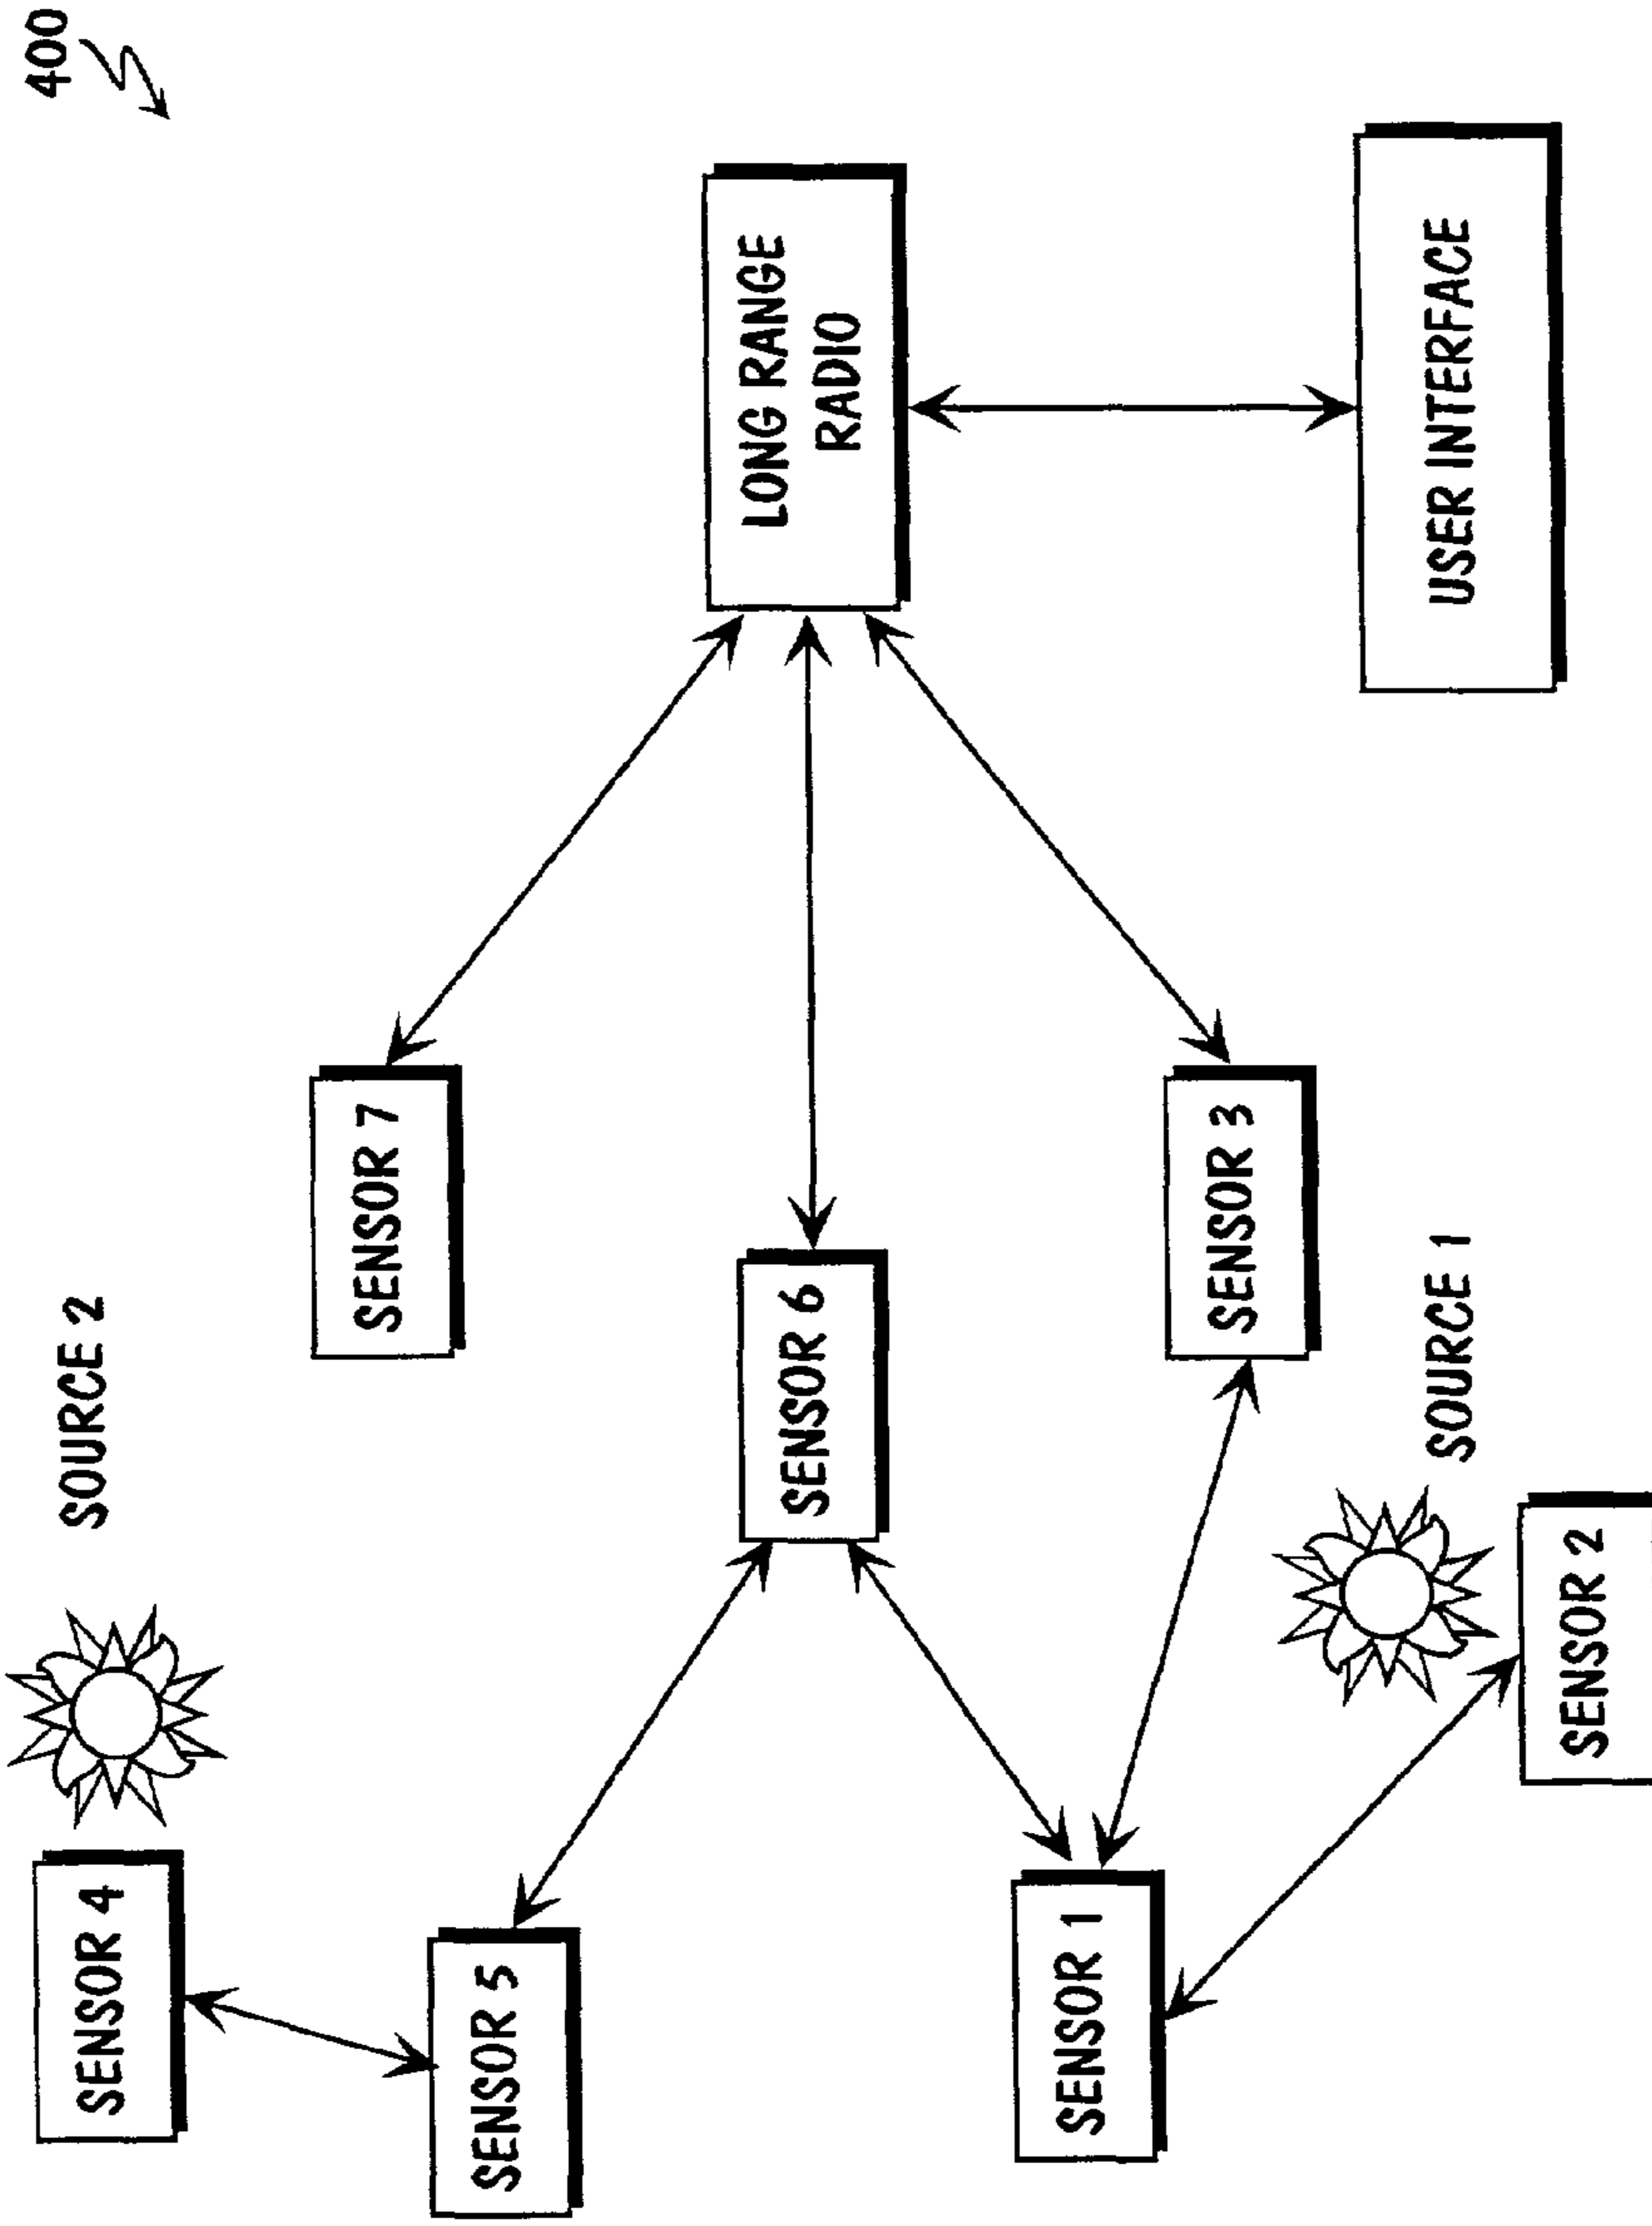 400
SOURCE 2
SENSOR 4
SENSOR 7
SENSOR 5
LONG RANGE
RADIO
SENSOR 6
SENSOR 1
SENSOR 3
SOURCE 1
USER INTERFACE
SENSOR 2